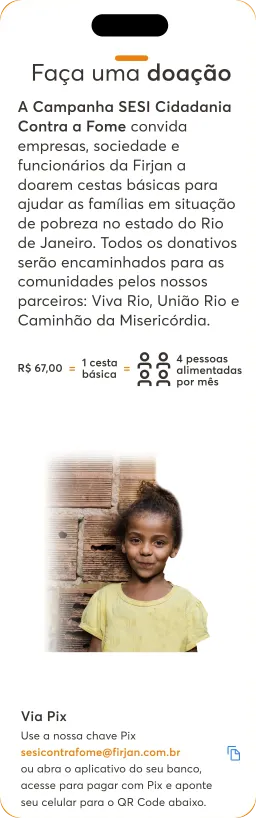 Faça uma doação
A Campanha SESI Cidadania
Contra a Fome convida
empresas, sociedade e
funcionários da Firjan a
doarem cestas básicas para
ajudar as famílias em situação
de pobreza no estado do Rio
de Janeiro. Todos os donativos
serão encaminhados para as
comunidades pelos nossos
parceiros: Viva Rio, União Rio e
Caminhão da Misericórdia.
R$ 67,00 = 1 cesta básica = 4 pessoas alimentadas por mês
Via Pix
Use a nossa chave Pix
sesicontrafome@firjan.com.br
ou abra o aplicativo do seu banco,
acesse para pagar com Pix e aponte
seu celular para o QR Code abaixo.